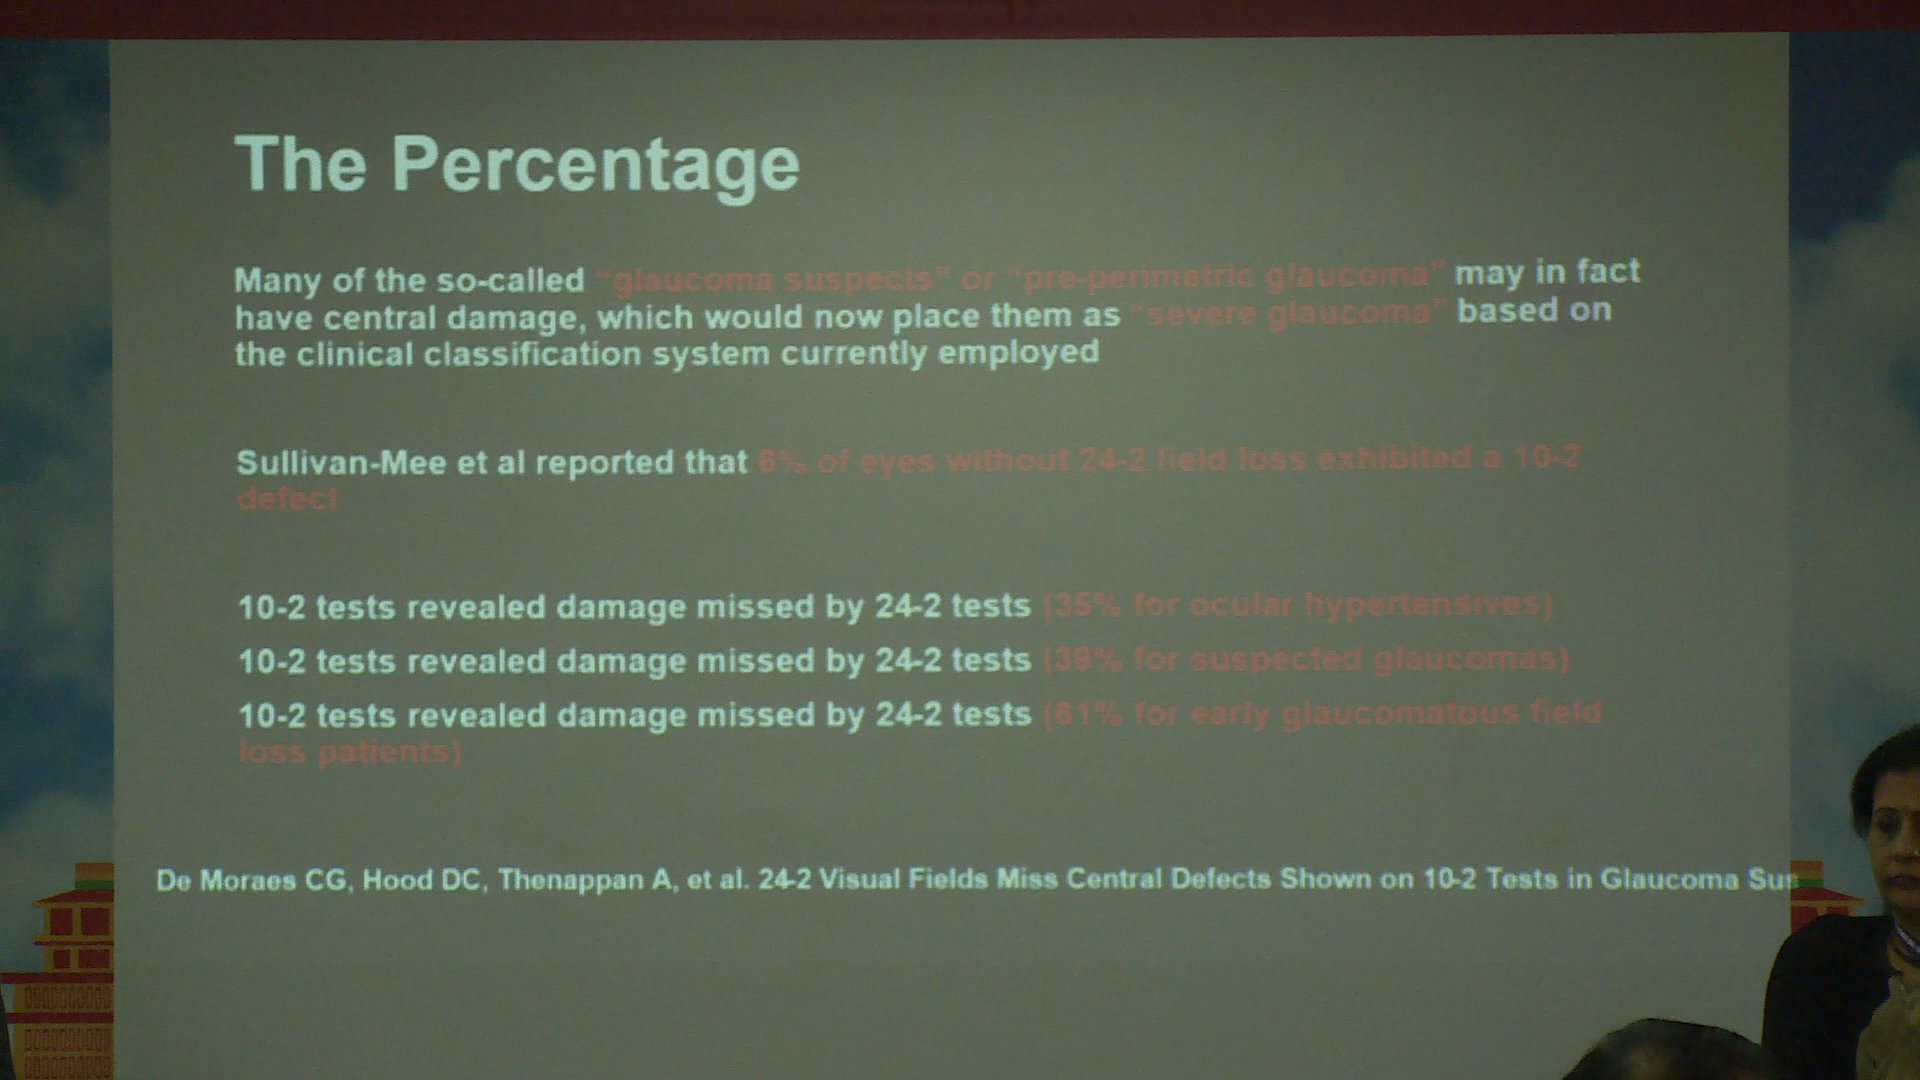 The Percentage
Many of the so-called "glaucoma suspects" or "pre-perimetric glaucoma" may in fact
have central damage, which would now place them as "severe glaucoma" based on
the clinical classification system currently employed
Sullivan-Mee et al reported that 6% of eyes without 24-2 field loss exhibited a 10-2
defect
10-2 tests revealed damage missed by 24-2 tests (35% for ocular hypertensives)
10-2 tests revealed damage missed by 24-2 tests (39% for suspected glaucomas)
10-2 tests revealed damage missed by 24-2 tests (61% for early glaucomatous field
loss patients)
De Moraes CG, Hood DC, Thenappan A, et al. 24-2 Visual Fields Miss Central Defects Shown on 10-2 Tests in Glaucoma Sus